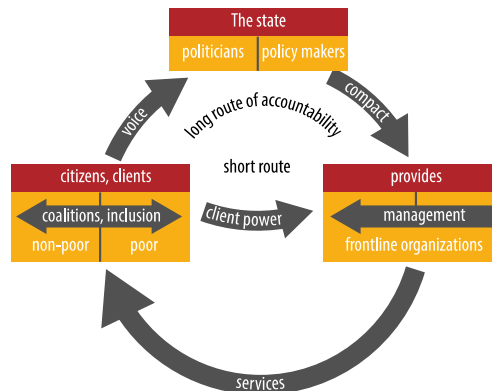 The state
politicians
policy makers
voice
compact
long route of accountability
short route
citizens, clients
coalitions, inclusion
non-poor
poor
client power
provides
management
frontline organizations
services